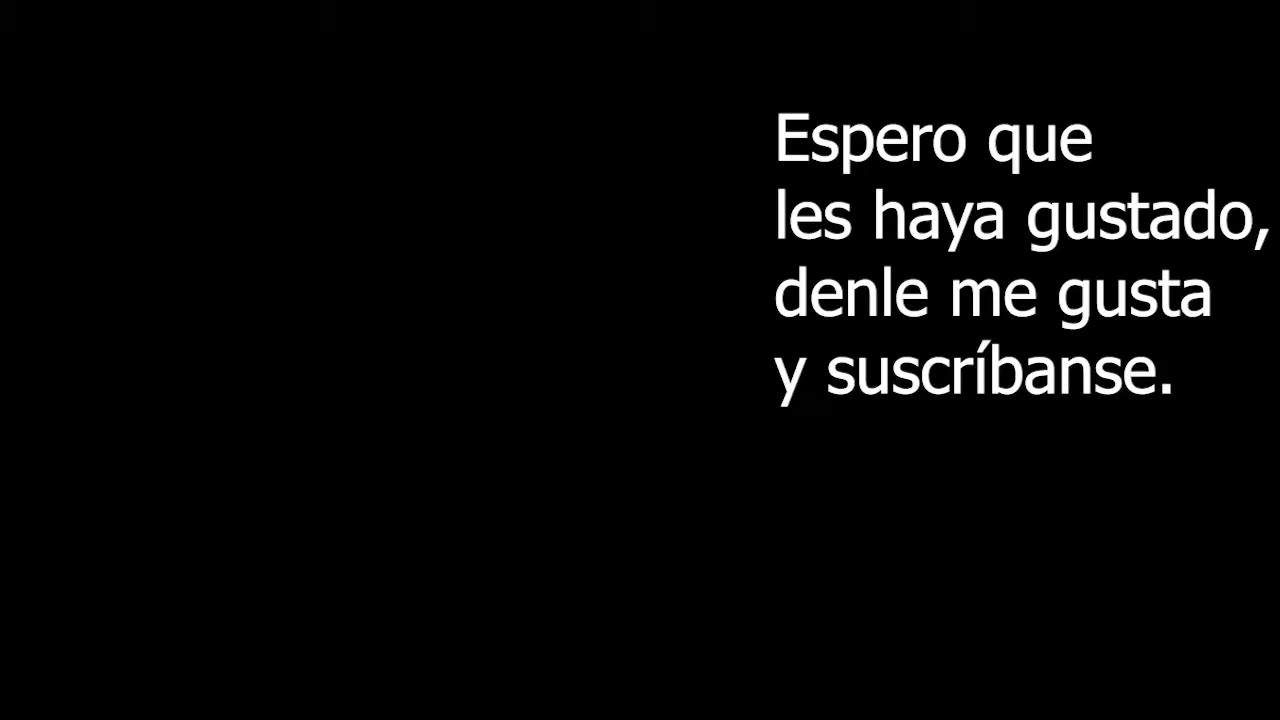 Espero que
les haya gustado,
denle me gusta
y suscríbanse.